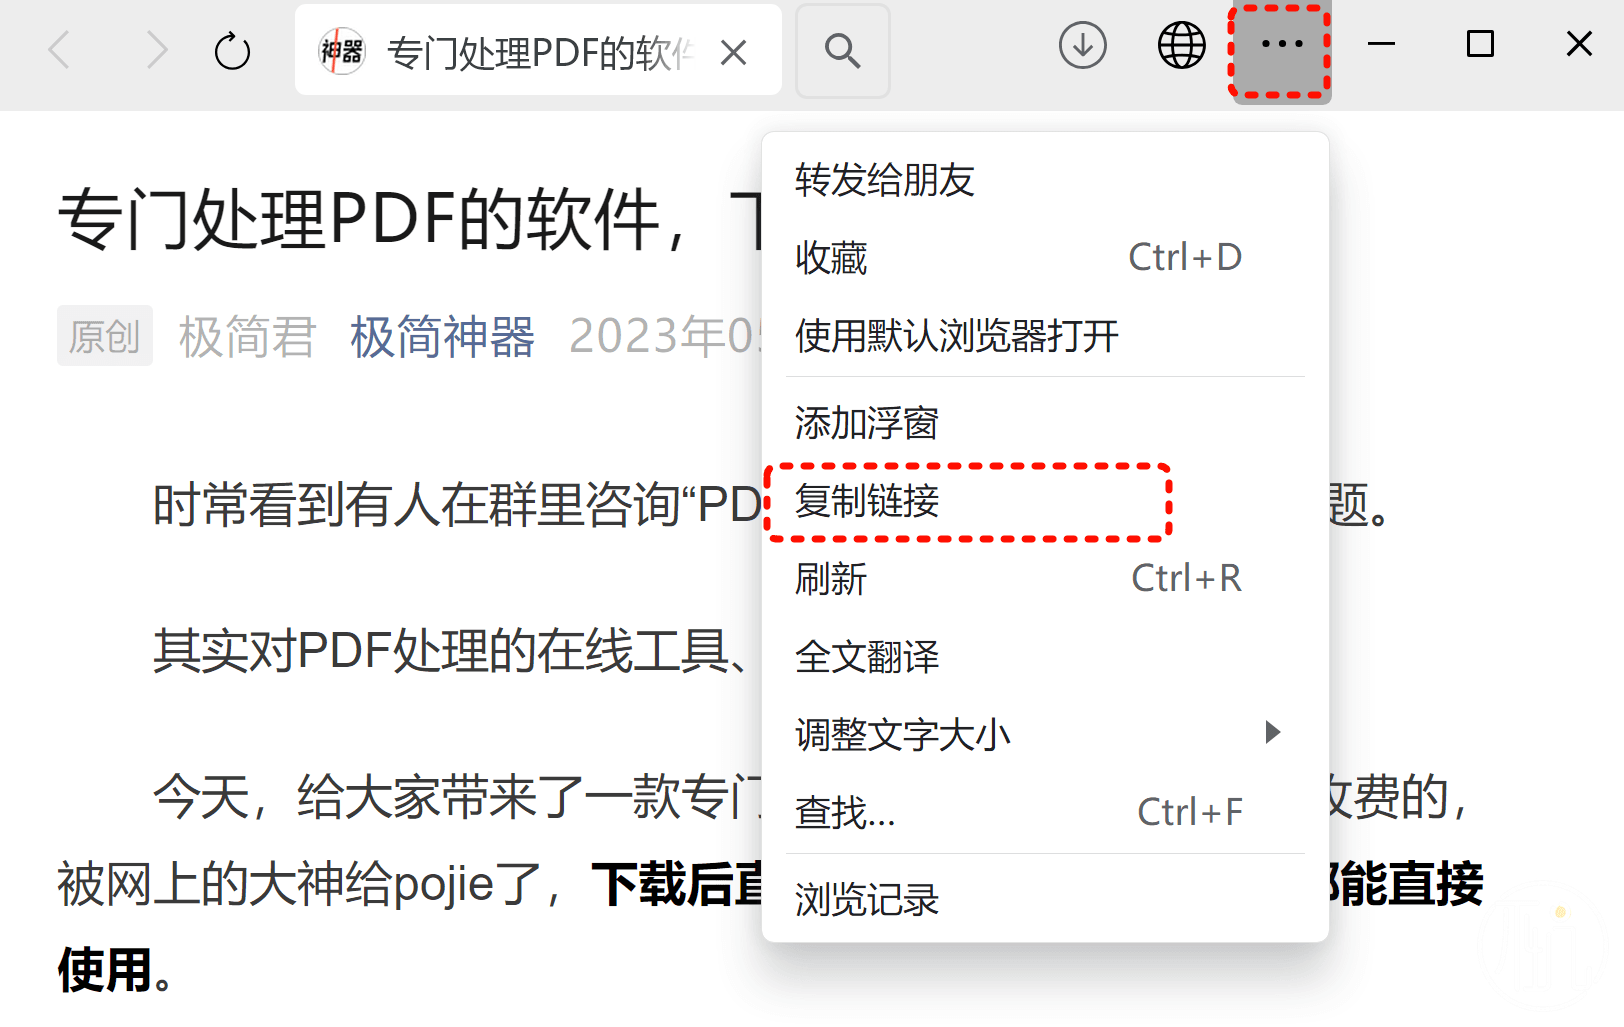 神器 专门处理PDF的软件
专门处理PDF的软件，
原创 极简君 极简神器 2023年0
时常看到有人在群里咨询“PD 题。
其实对PDF处理的在线工具、
今天，给大家带来了一款专门 收费的，
被网上的大神给pojie了，下载后直 都能直接
使用。
转发给朋友
收藏 Ctrl+D
使用默认浏览器打开
添加浮窗
复制链接
刷新 Ctrl+R
全文翻译
调整文字大小
查找... Ctrl+F
浏览记录